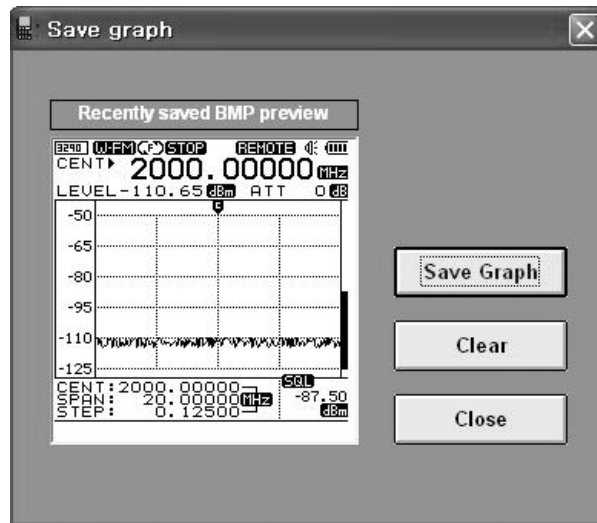 Save graph
Recently saved BMP preview
3290 W-FM F STOP REMOTE
CENT 2000.00000 MHz
LEVEL-110.65 dBm ATT 0 dB
C
-50
-65
-80
-95
-110
-125
CENT:2000.00000
SPAN: 20.00000 MHz
STEP: 0.12500
SQL
-87.50
dBm
Save Graph
Clear
Close